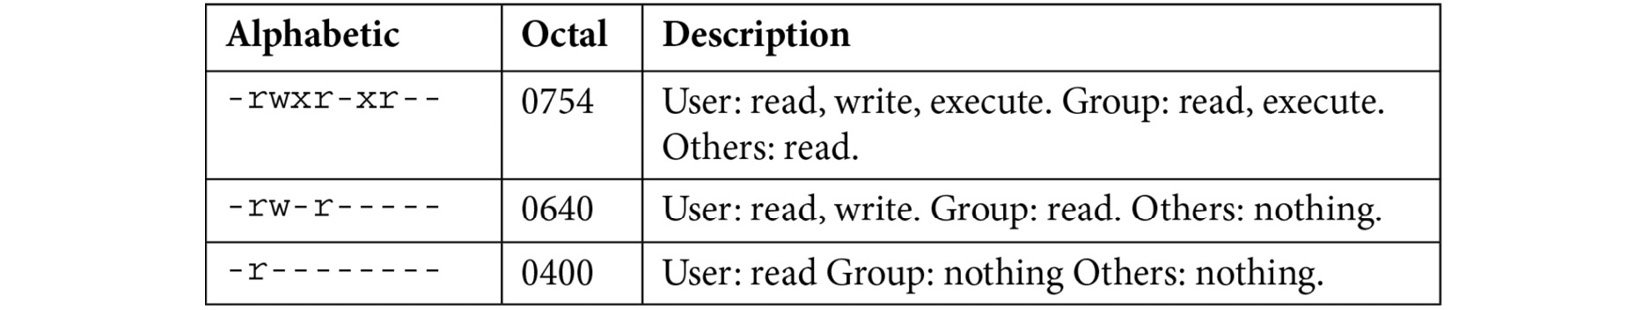 Alphabetic Octal Description
-rwxr-xr-- 0754 User: read, write, execute. Group: read, execute.
Others: read.
-rw-r----- 0640 User: read, write. Group: read. Others: nothing.
-r-------- 0400 User: read Group: nothing Others: nothing.